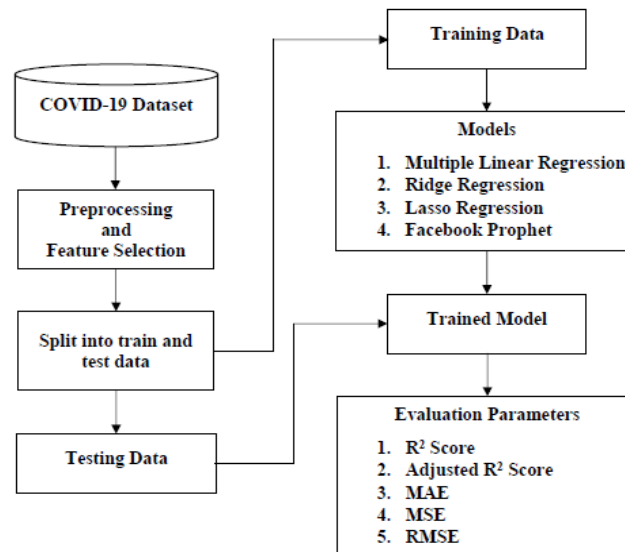 COVID-19 Dataset
Preprocessing
and
Feature Selection
Split into train and
test data
Testing Data
Training Data
Models
1. Multiple Linear Regression
2. Ridge Regression
3. Lasso Regression
4. Facebook Prophet
Trained Model
Evaluation Parameters
1. R² Score
2. Adjusted R² Score
3. MAE
4. MSE
5. RMSE